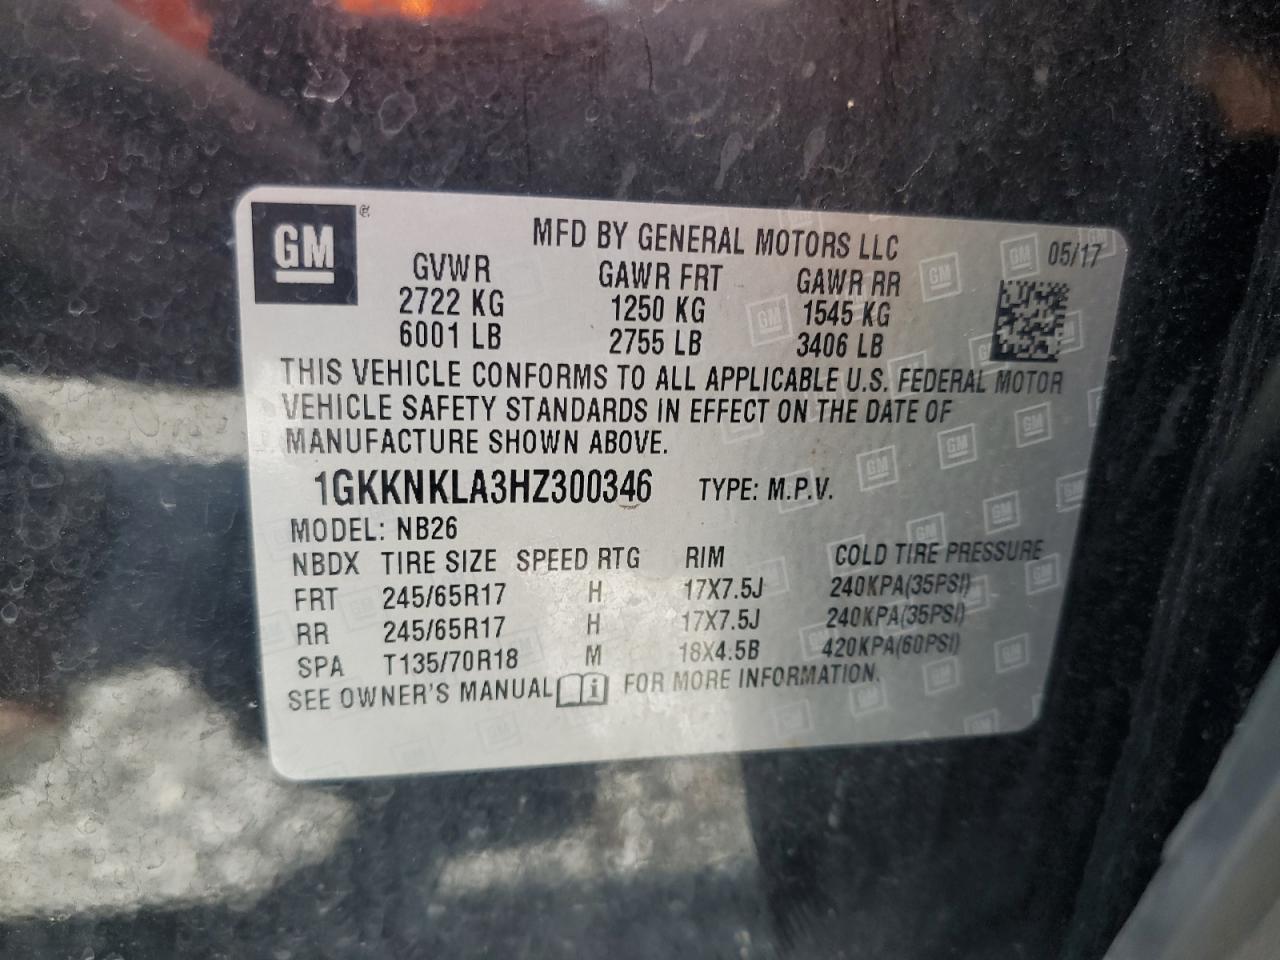 GM ®
MFD BY GENERAL MOTORS LLC 05/17
GVWR GAWR FRT GAWR RR
2722 KG 1250 KG 1545 KG
6001 LB 2755 LB 3406 LB
THIS VEHICLE CONFORMS TO ALL APPLICABLE U.S. FEDERAL MOTOR
VEHICLE SAFETY STANDARDS IN EFFECT ON THE DATE OF
MANUFACTURE SHOWN ABOVE.
1GKKNKLA3HZ300346 TYPE: M.P.V.
MODEL: NB26
NBDX TIRE SIZE SPEED RTG RIM COLD TIRE PRESSURE
FRT 245/65R17 H 17X7.5J 240KPA(35PSI)
RR 245/65R17 H 17X7.5J 240KPA(35PSI)
SPA T135/70R18 M 18X4.5B 420KPA(60PSI)
SEE OWNER'S MANUAL i FOR MORE INFORMATION.